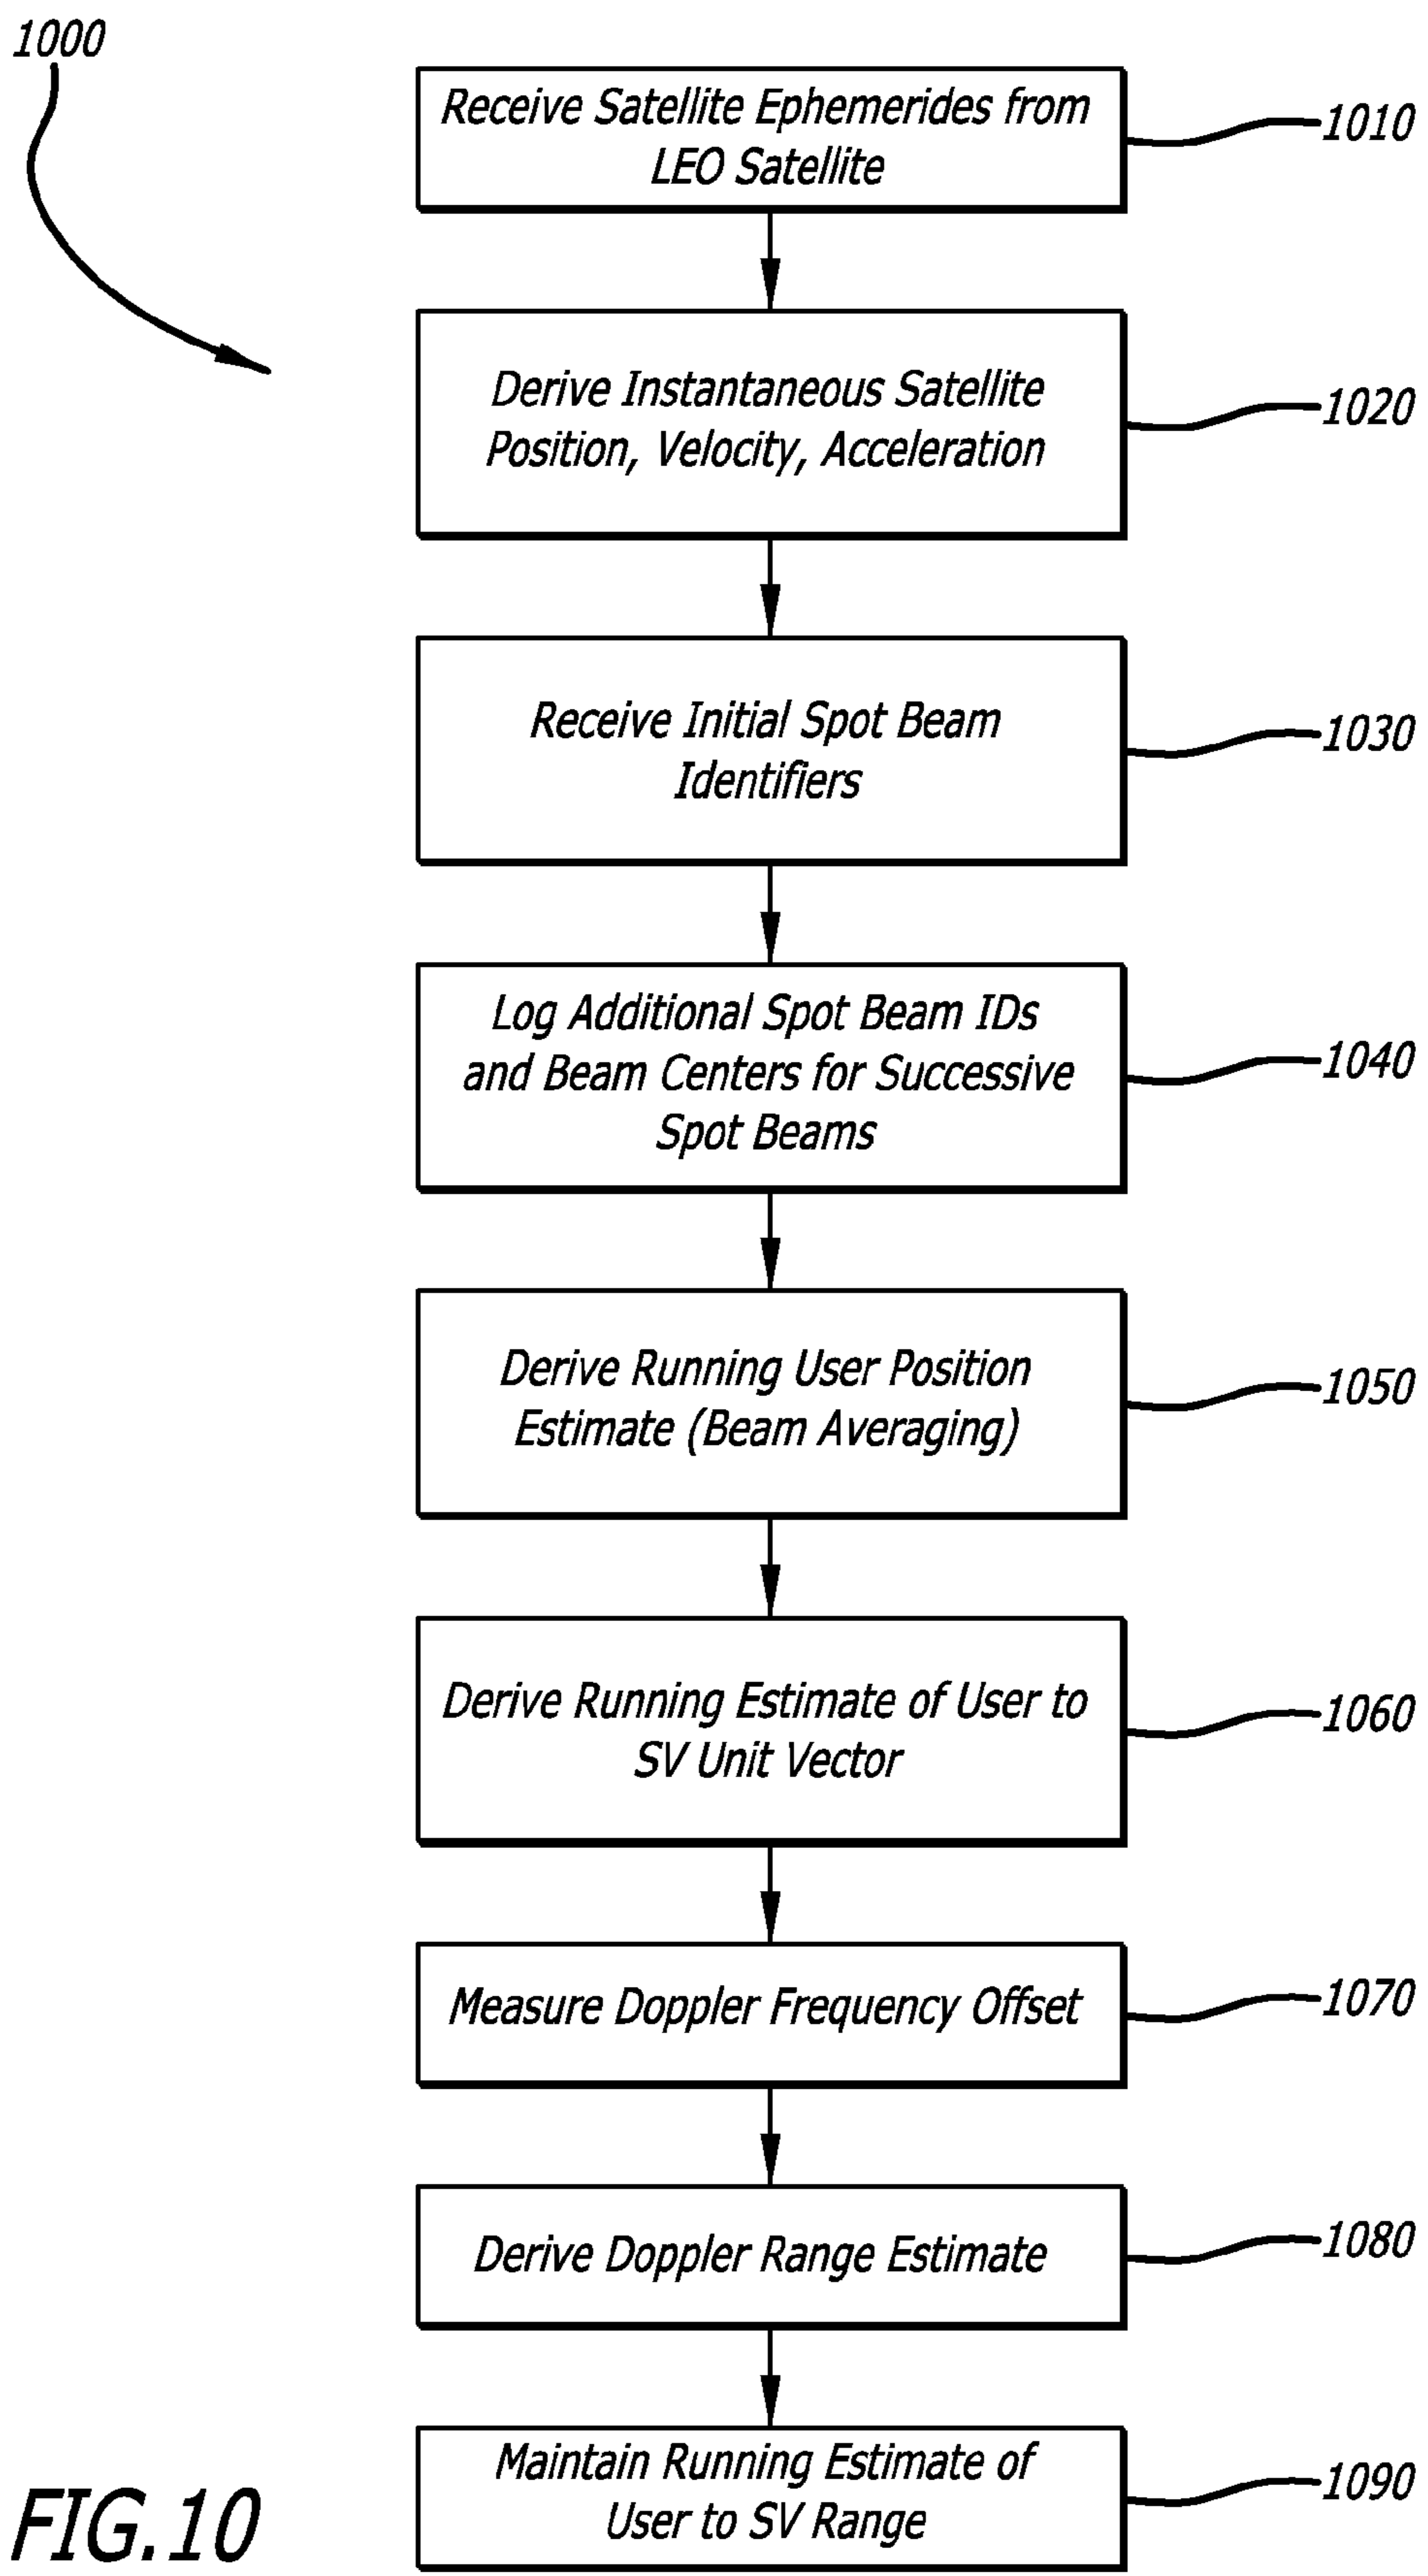 1000
Receive Satellite Ephemerides from
LEO Satellite
1010
Derive Instantaneous Satellite
Position, Velocity, Acceleration
1020
Receive Initial Spot Beam
Identifiers
1030
Log Additional Spot Beam IDs
and Beam Centers for Successive
Spot Beams
1040
Derive Running User Position
Estimate (Beam Averaging)
1050
Derive Running Estimate of User to
SV Unit Vector
1060
Measure Doppler Frequency Offset
1070
Derive Doppler Range Estimate
1080
Maintain Running Estimate of
User to SV Range
1090
FIG.10